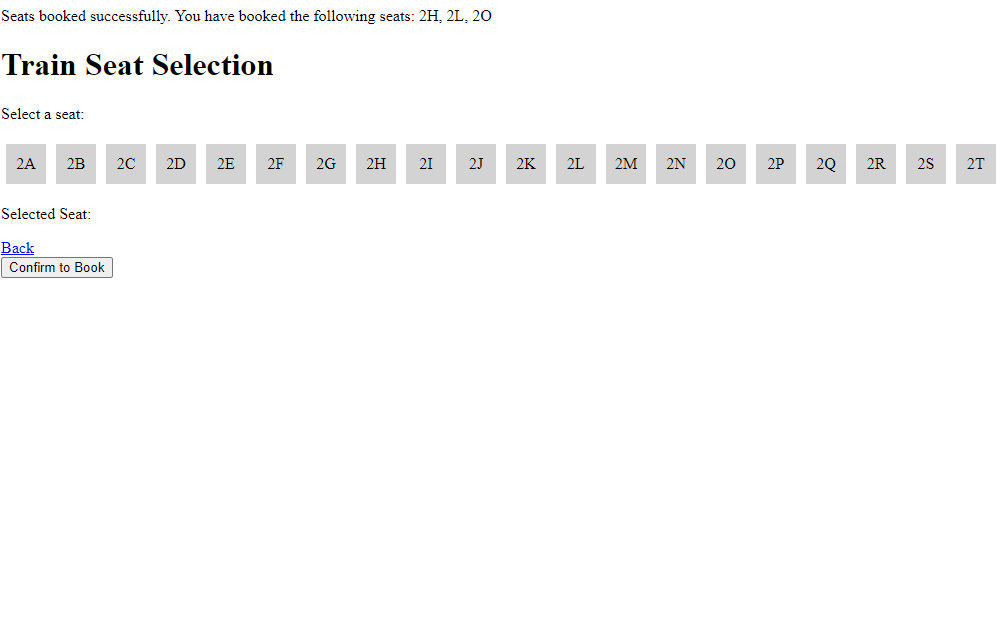 Seats booked successfully. You have booked the following seats: 2H, 2L, 2O
Train Seat Selection
Select a seat:
2A 2B 2C 2D 2E 2F 2G 2H 2I 2J 2K 2L 2M 2N 2O 2P 2Q 2R 2S 2T
Selected Seat:
Back
Confirm to Book